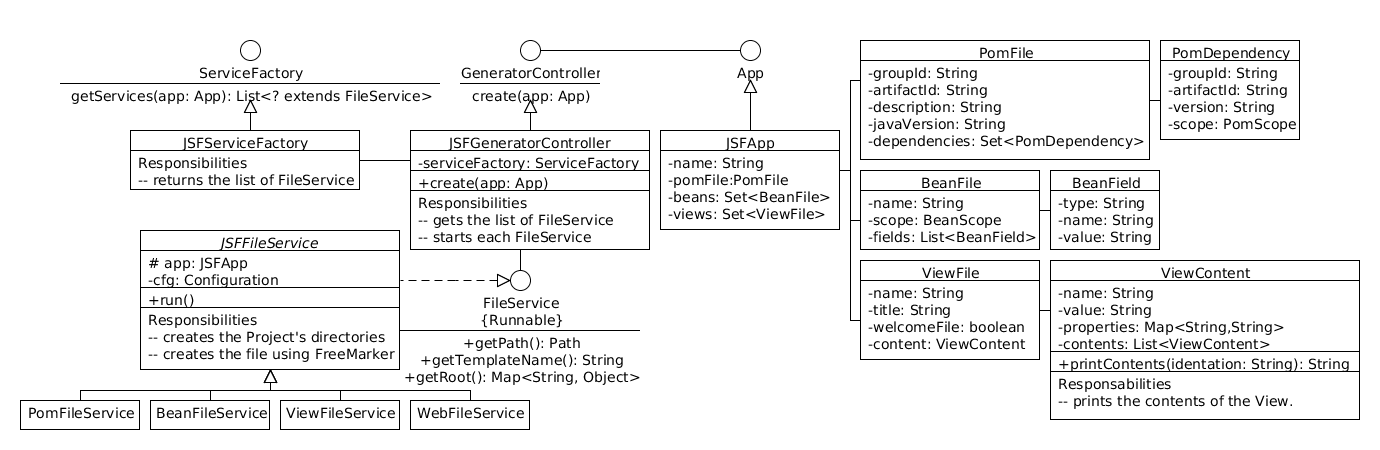 ServiceFactory
getServices(app: App): List<? extends FileService>
GeneratorController
create(app: App)
App
JSFServiceFactory
Responsibilities
-- returns the list of FileService
JSFGeneratorController
-serviceFactory: ServiceFactory
+create(app: App)
Responsibilities
-- gets the list of FileService
-- starts each FileService
JSFApp
-name: String
-pomFile:PomFile
-beans: Set<BeanFile>
-views: Set<ViewFile>
PomFile
-groupId: String
-artifactId: String
-description: String
-javaVersion: String
-dependencies: Set<PomDependency>
PomDependency
-groupId: String
-artifactId: String
-version: String
-scope: PomScope
BeanFile
-name: String
-scope: BeanScope
-fields: List<BeanField>
BeanField
-type: String
-name: String
-value: String
JSFFileService
# app: JSFApp
-cfg: Configuration
+run()
Responsibilities
-- creates the Project's directories
-- creates the file using FreeMarker
FileService
{Runnable}
+getPath(): Path
+getTemplateName(): String
+getRoot(): Map<String, Object>
ViewFile
-name: String
-title: String
-welcomeFile: boolean
-content: ViewContent
ViewContent
-name: String
-value: String
-properties: Map<String,String>
-contents: List<ViewContent>
+printContents(identation: String): String
Responsabilities
-- prints the contents of the View.
PomFileService
BeanFileService
ViewFileService
WebFileService